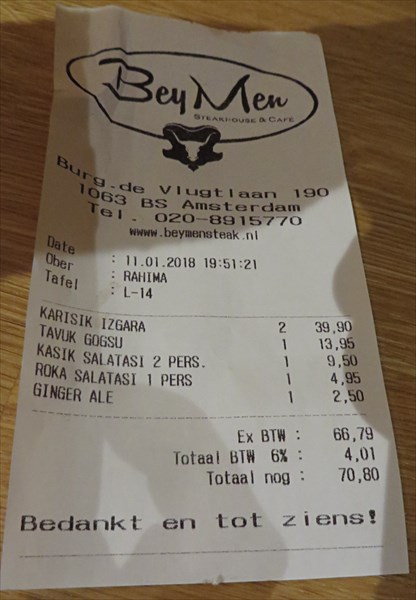 Bey Men
STEAKHOUSE & CAFÉ
Burg.de Vlugtlaan 190
1063 BS Amsterdam
Tel. 020-8915770
www.beymensteak.nl
Date : 11.01.2018 19:51:21
Ober : RAHIMA
Tafel : L-14
KARISIK IZGARA 2 39,90
TAVUK GOGSU 1 13,95
KASIK SALATASI 2 PERS. 1 9,50
ROKA SALATASI 1 PERS 1 4,95
GINGER ALE 1 2,50
Ex BTW : 66,79
Totaal BTW 6% : 4,01
Totaal nog : 70,80
Bedankt en tot ziens!